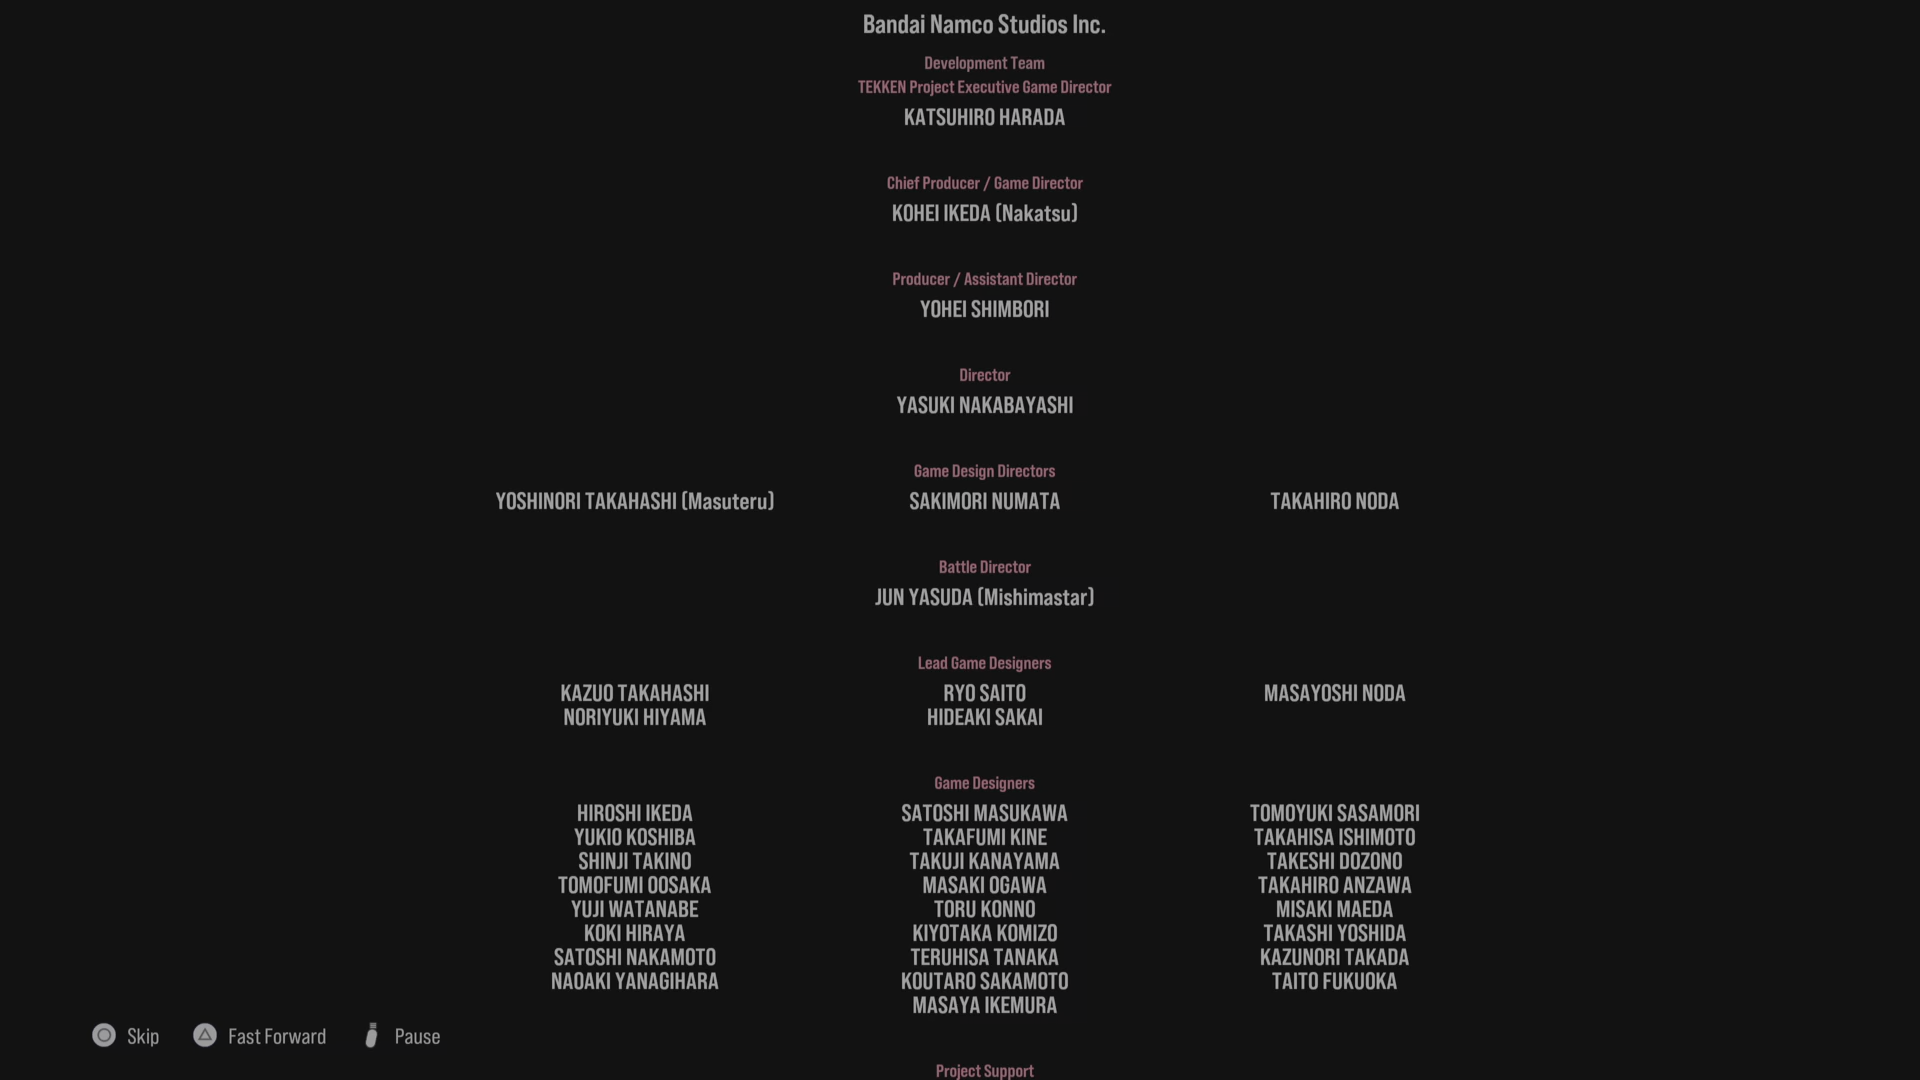 Bandai Namco Studios Inc.
Development Team
TEKKEN Project Executive Game Director
KATSUHIRO HARADA
Chief Producer / Game Director
KOHEI IKEDA (Nakatsu)
Producer / Assistant Director
YOHEI SHIMBORI
Director
YASUKI NAKABAYASHI
Game Design Directors
YOSHINORI TAKAHASHI (Masuteru) SAKIMORI NUMATA TAKAHIRO NODA
Battle Director
JUN YASUDA (Mishimastar)
Lead Game Designers
KAZUO TAKAHASHI RYO SAITO MASAYOSHI NODA
NORIYUKI HIYAMA HIDEAKI SAKAI
Game Designers
HIROSHI IKEDA SATOSHI MASUKAWA TOMOYUKI SASAMORI
YUKIO KOSHIBA TAKAFUMI KINE TAKAHISA ISHIMOTO
SHINJI TAKINO TAKUJI KANAYAMA TAKESHI DOZONO
TOMOFUMI OOSAKA MASAKI OGAWA TAKAHIRO ANZAWA
YUJI WATANABE TORU KONNO MISAKI MAEDA
KOKI HIRAYA KIYOTAKA KOMIZO TAKASHI YOSHIDA
SATOSHI NAKAMOTO TERUHISA TANAKA KAZUNORI TAKADA
NAOAKI YANAGIHARA KOUTARO SAKAMOTO TAITO FUKUOKA
MASAYA IKEMURA
Skip Fast Forward Pause
Project Support